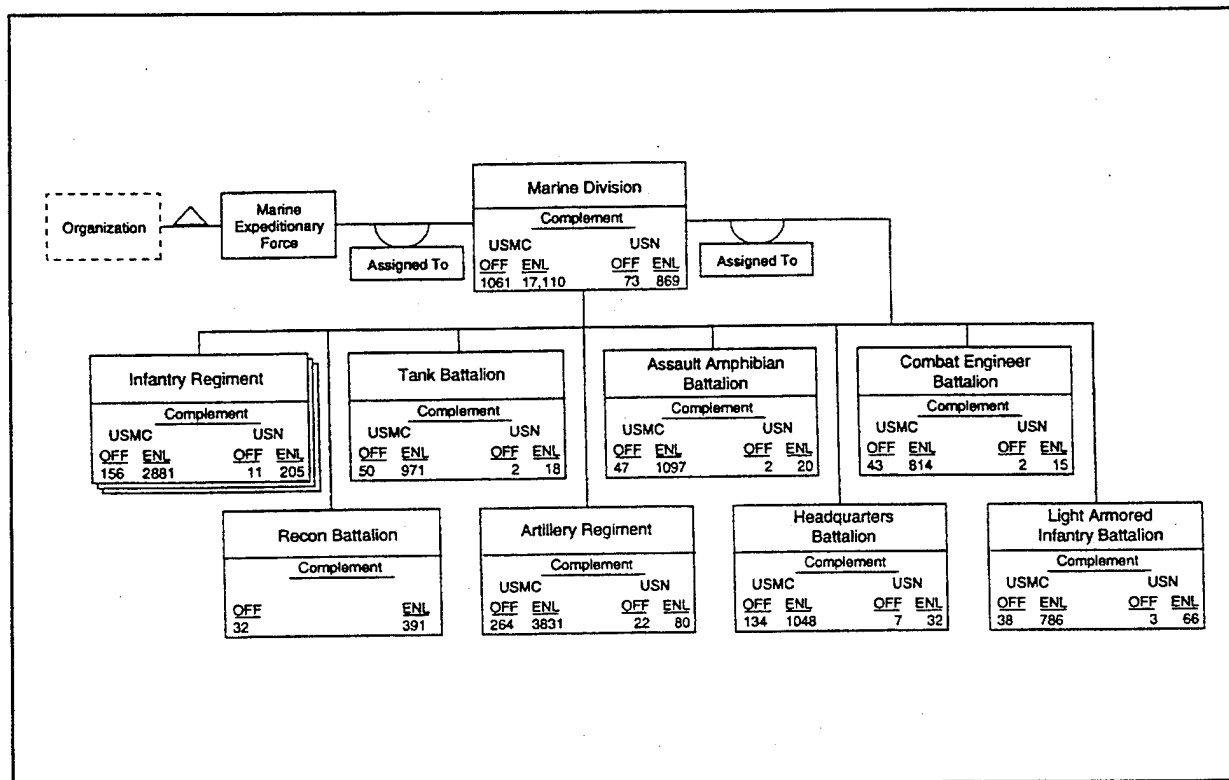 Organization
Marine
Expeditionary
Force
Assigned To
Marine Division
Complement
USMC USN
OFF ENL OFF ENL
1061 17,110 73 869
Assigned To
Infantry Regiment
Complement
USMC USN
OFF ENL OFF ENL
156 2881 11 205
Tank Battalion
Complement
USMC USN
OFF ENL OFF ENL
50 971 2 18
Assault Amphibian
Battalion
Complement
USMC USN
OFF ENL OFF ENL
47 1097 2 20
Combat Engineer
Battalion
Complement
USMC USN
OFF ENL OFF ENL
43 814 2 15
Recon Battalion
Complement
OFF ENL
32 391
Artillery Regiment
Complement
USMC USN
OFF ENL OFF ENL
264 3831 22 80
Headquarters
Battalion
Complement
USMC USN
OFF ENL OFF ENL
134 1048 7 32
Light Armored
Infantry Battalion
Complement
USMC USN
OFF ENL OFF ENL
38 786 3 66